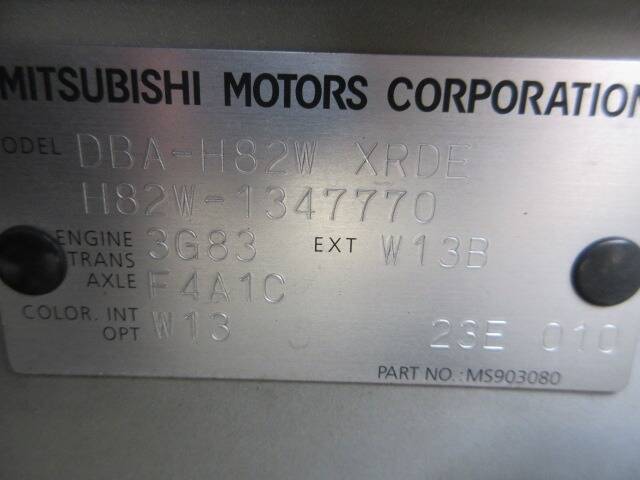 MITSUBISHI MOTORS CORPORATION
MODEL DBA-H82W XRDE
H82W-1347770
ENGINE 3G83 EXT W13B
TRANS
AXLE F4A1C
COLOR. INT W13
OPT 23E 010
PART NO.: MS903080